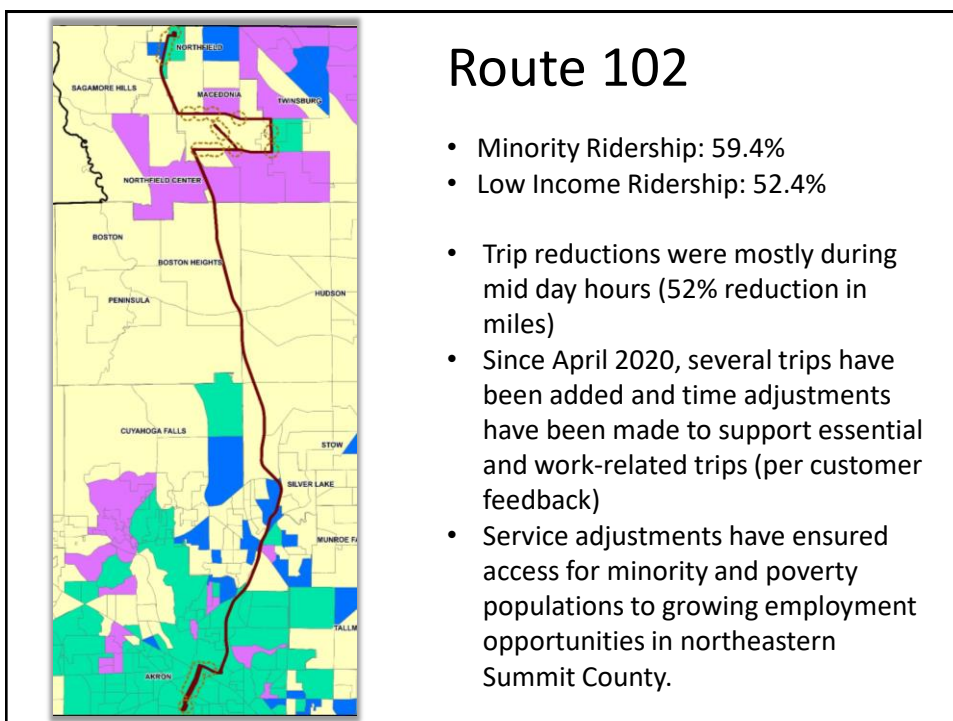 NORTHFIELD
SAGAMORE HILLS
MACEDONIA
TWINSBURG
NORTHFIELD CENTER
BOSTON
BOSTON HEIGHTS
HUDSON
PENINSULA
CUYAHOGA FALLS
STOW
SILVER LAKE
MUNROE FA
TALLM
AKRON
Route 102
• Minority Ridership: 59.4%
• Low Income Ridership: 52.4%
• Trip reductions were mostly during
mid day hours (52% reduction in
miles)
• Since April 2020, several trips have
been added and time adjustments
have been made to support essential
and work-related trips (per customer
feedback)
• Service adjustments have ensured
access for minority and poverty
populations to growing employment
opportunities in northeastern
Summit County.